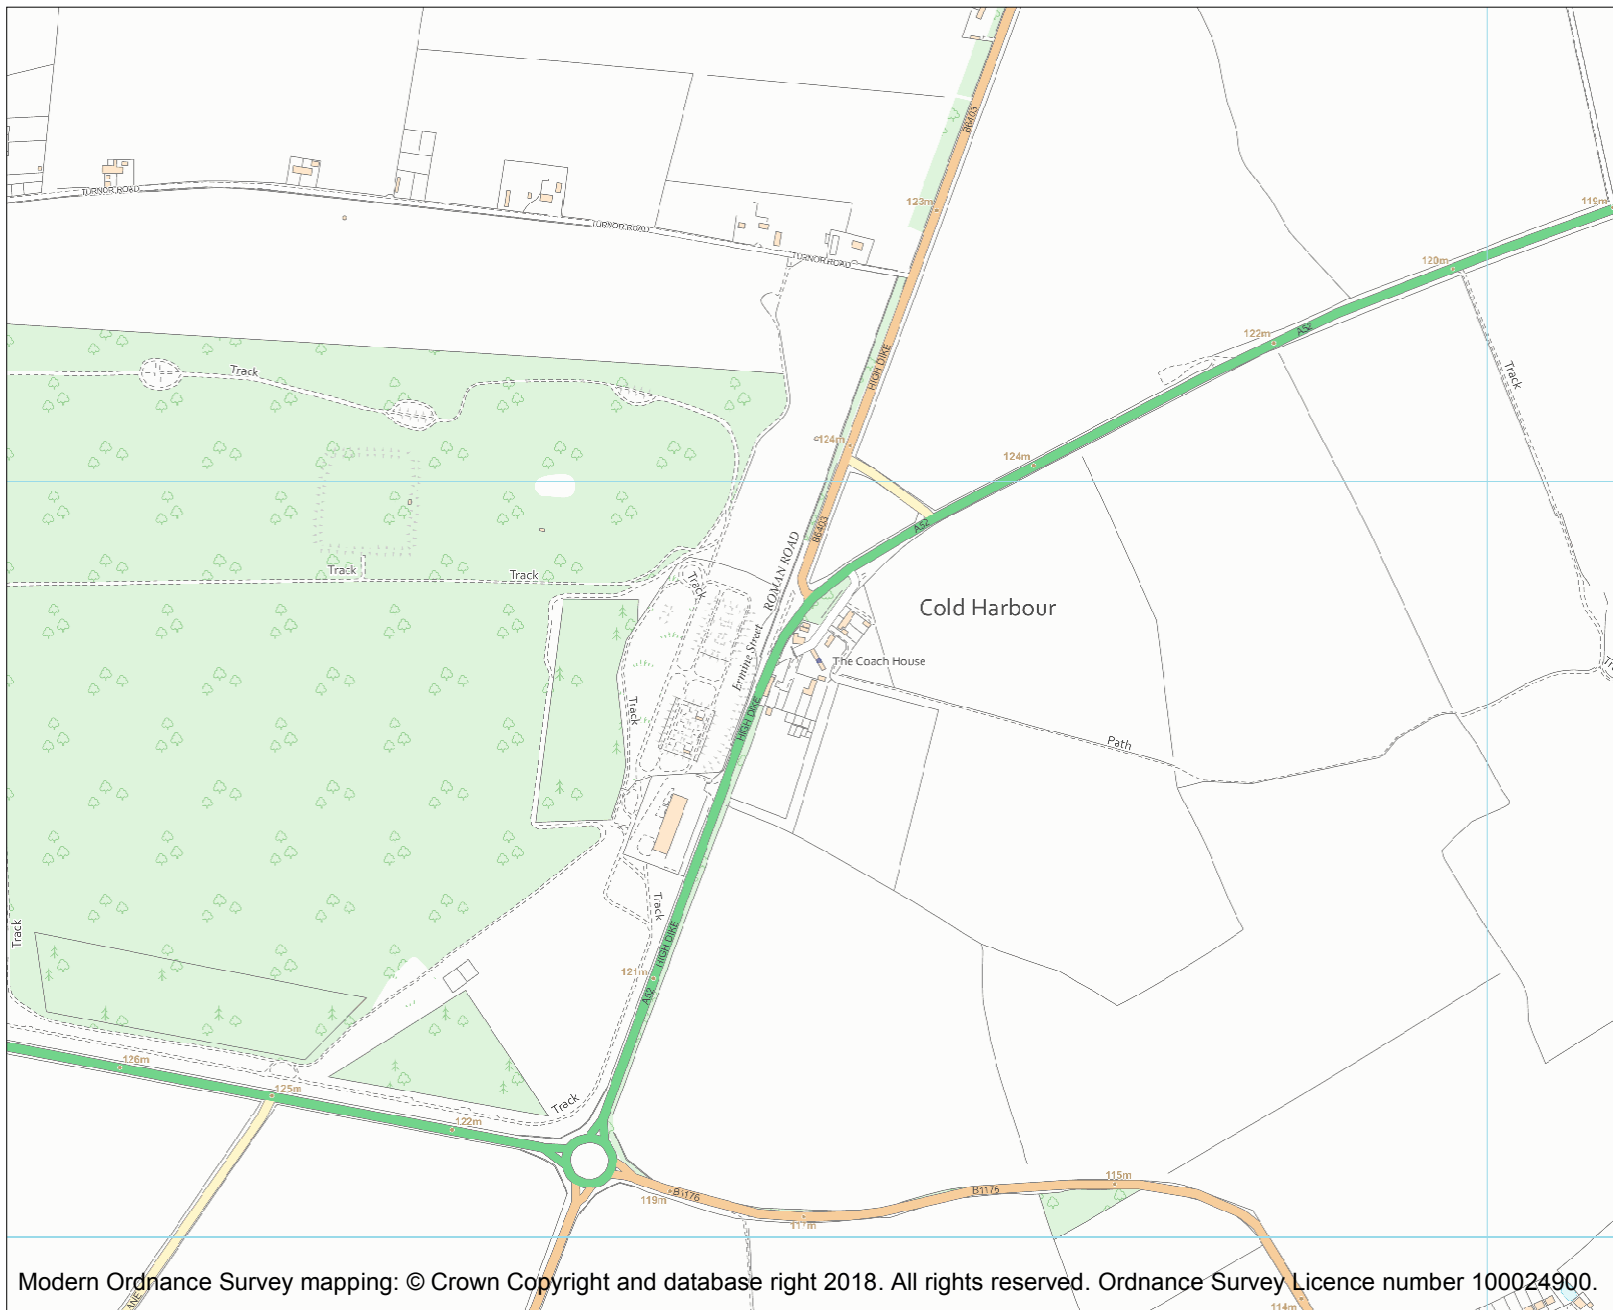 B6403
TURNOR ROAD
123m
119m
TURNOR ROAD
TURNOR ROAD
120m
122m
A52
HIGH DIKE
Track
Track
124m
124m
A52
B6403
ROMAN ROAD
Track
Track
Track
Cold Harbour
Ermine Street
The Coach House
Track
HIGH DIKE
Path
Track
Track
HIGH DIKE
121m
A52
126m
125m
Track
122m
115m
B1176
B1176
119m
117m
Modern Ordnance Survey mapping: © Crown Copyright and database right 2018. All rights reserved. Ordnance Survey Licence number 100024900.
114m